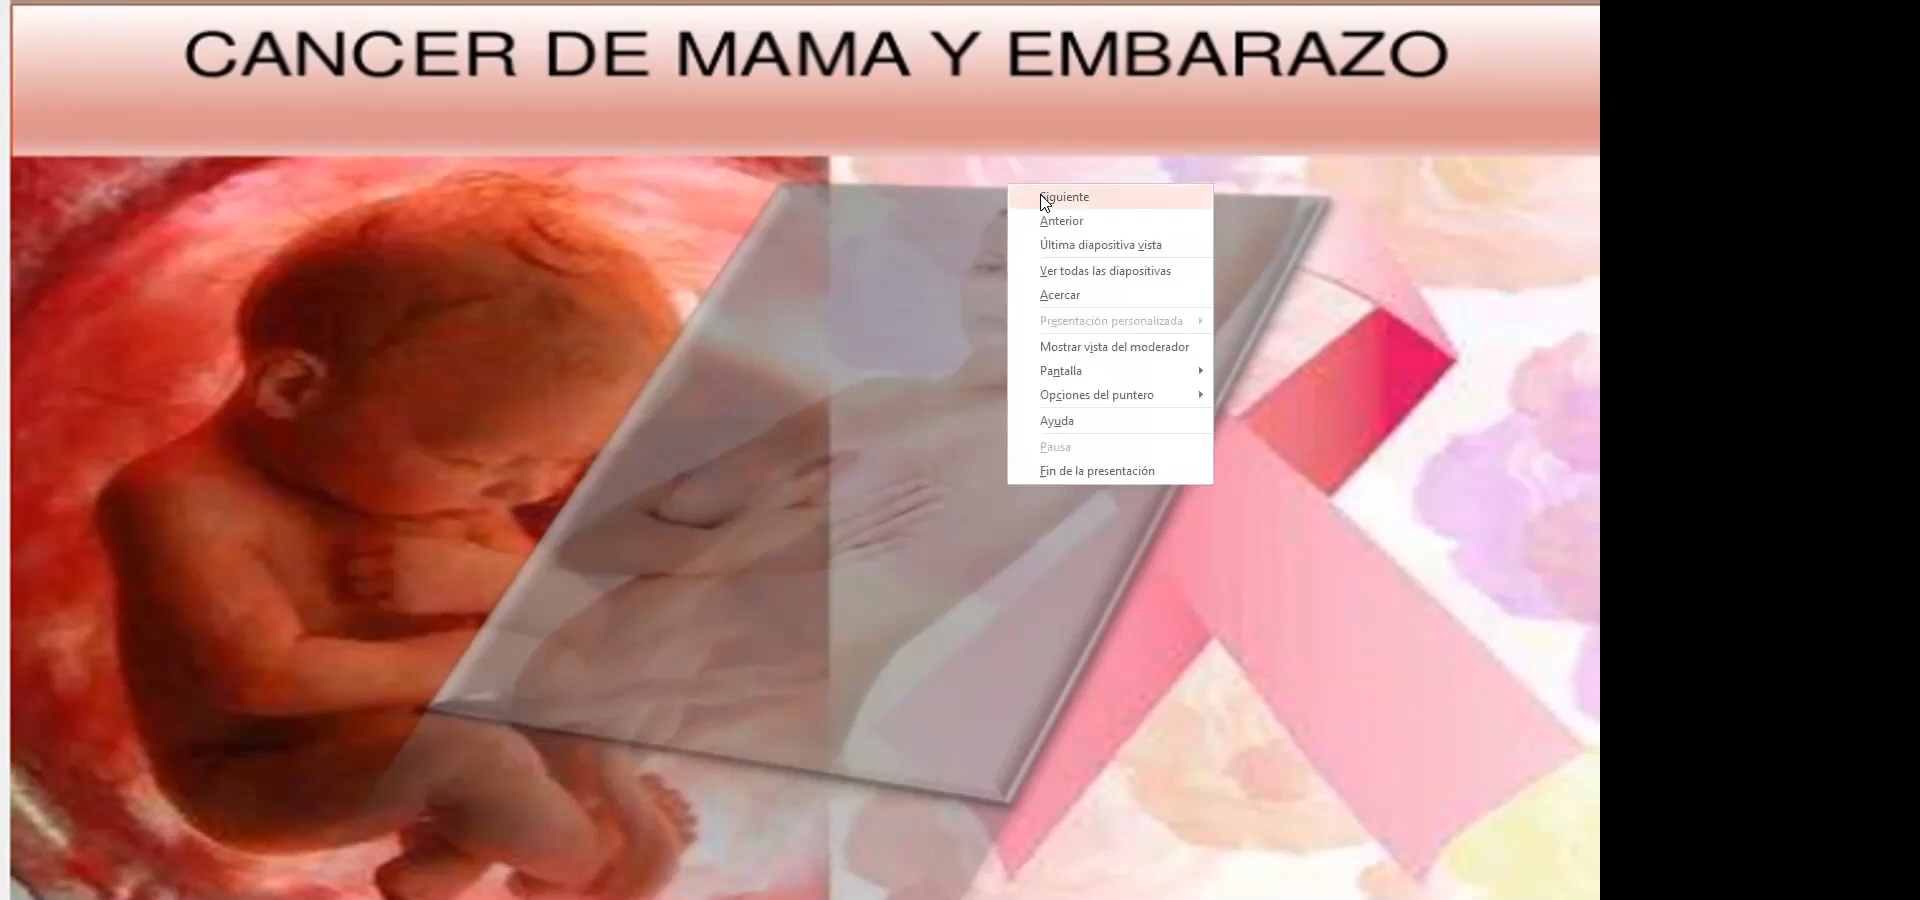 CANCER DE MAMA Y EMBARAZO
Siguiente
Anterior
Última diapositiva vista
Ver todas las diapositivas
Acercar
Presentación personalizada
Mostrar vista del moderador
Pantalla
Opciones del puntero
Ayuda
Pausa
Fin de la presentación